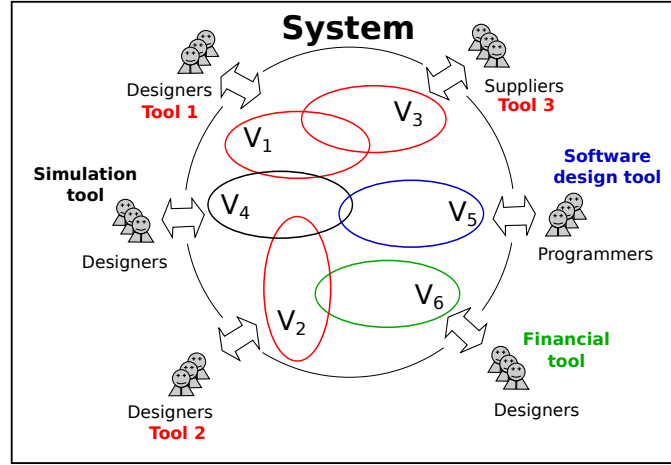 System
Designers
Tool 1
Suppliers
Tool 3
V1
V3
Simulation
tool
Software
design tool
V4
V5
Designers
Programmers
V2
V6
Financial
tool
Designers
Tool 2
Designers